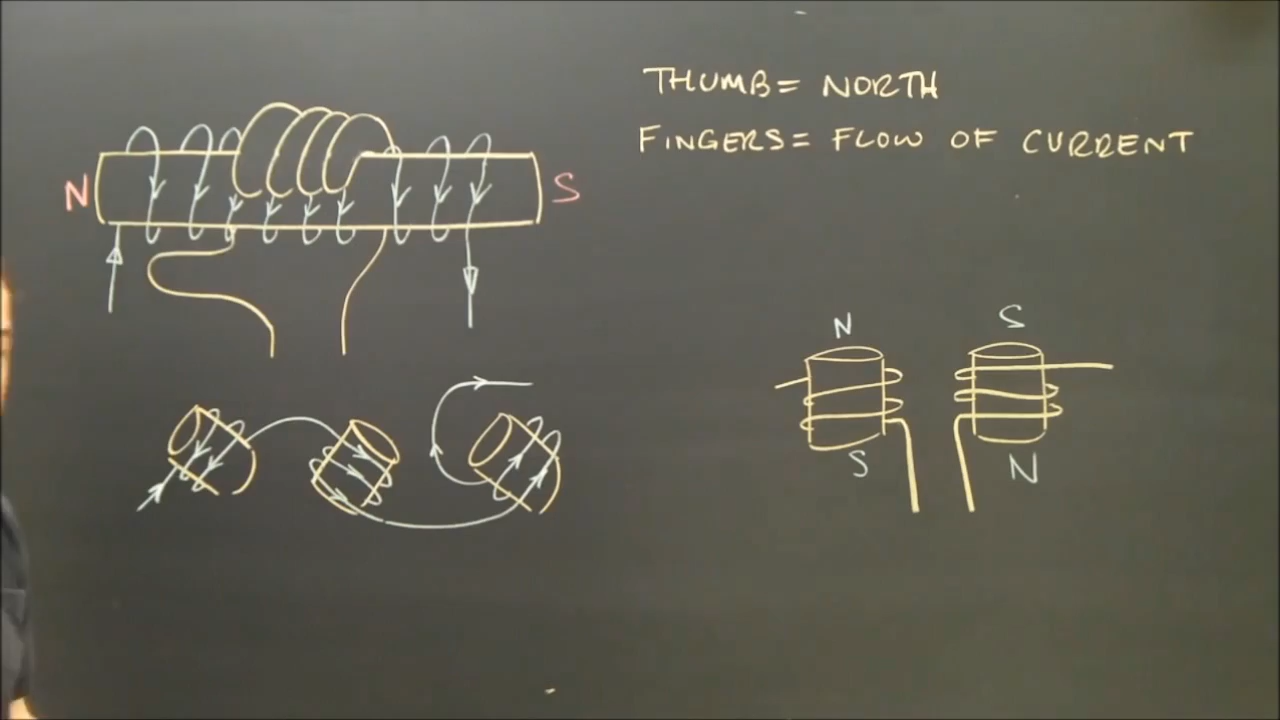 THUMB= NORTH
FINGERS= FLOW OF CURRENT
N S
N S
S N